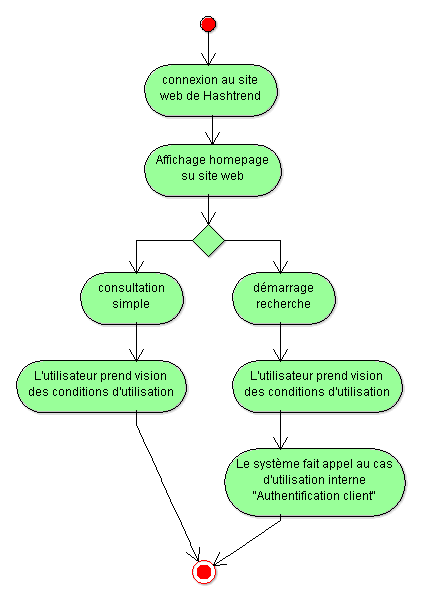 connexion au site
web de Hashtrend
Affichage homepage
su site web
consultation
simple
démarrage
recherche
L'utilisateur prend vision
des conditions d'utilisation
L'utilisateur prend vision
des conditions d'utilisation
Le système fait appel au cas
d'utilisation interne
"Authentification client"